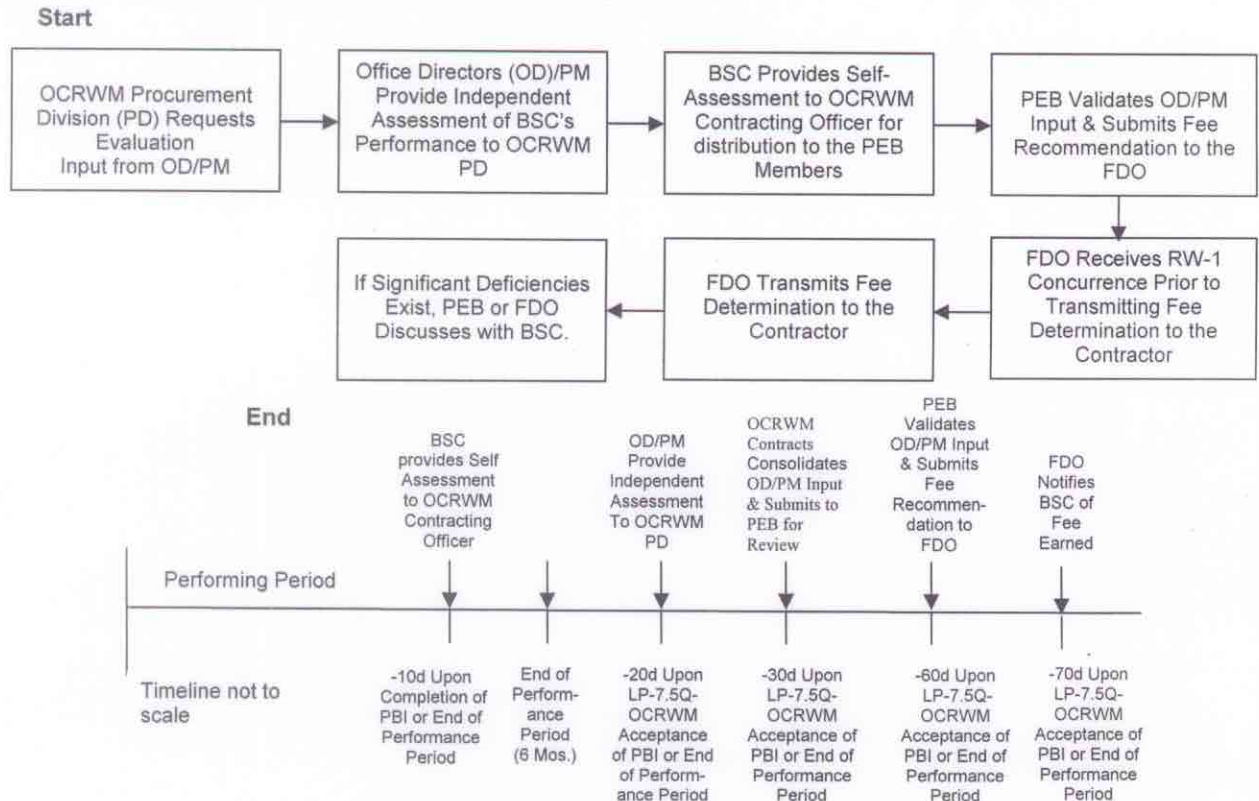 Start
OCRWM Procurement
Division (PD) Requests
Evaluation
Input from OD/PM
Office Directors (OD)/PM
Provide Independent
Assessment of BSC's
Performance to OCRWM
PD
BSC Provides Self-
Assessment to OCRWM
Contracting Officer for
distribution to the PEB
Members
PEB Validates OD/PM
Input & Submits Fee
Recommendation to the
FDO
If Significant Deficiencies
Exist, PEB or FDO
Discusses with BSC.
FDO Transmits Fee
Determination to the
Contractor
FDO Receives RW-1
Concurrence Prior to
Transmitting Fee
Determination to the
Contractor
End
BSC
provides Self
Assessment
to OCRWM
Contracting
Officer
OD/PM
Provide
Independent
Assessment
To OCRWM
PD
OCRWM
Contracts
Consolidates
OD/PM Input
& Submits to
PEB for
Review
PEB
Validates
OD/PM Input
& Submits
Fee
Recommen-
dation to
FDO
FDO
Notifies
BSC of
Fee
Earned
Performing Period
Timeline not to
scale
-10d Upon
Completion of
PBI or End of
Performance
Period
End of
Perform-
ance
Period
(6 Mos.)
-20d Upon
LP-7.5Q-
OCRWM
Acceptance
of PBI or End
of Perform-
ance Period
-30d Upon
LP-7.5Q-
OCRWM
Acceptance of
PBI or End of
Performance
Period
-60d Upon
LP-7.5Q-
OCRWM
Acceptance of
PBI or End of
Performance
Period
-70d Upon
LP-7.5Q-
OCRWM
Acceptance of
PBI or End of
Performance
Period